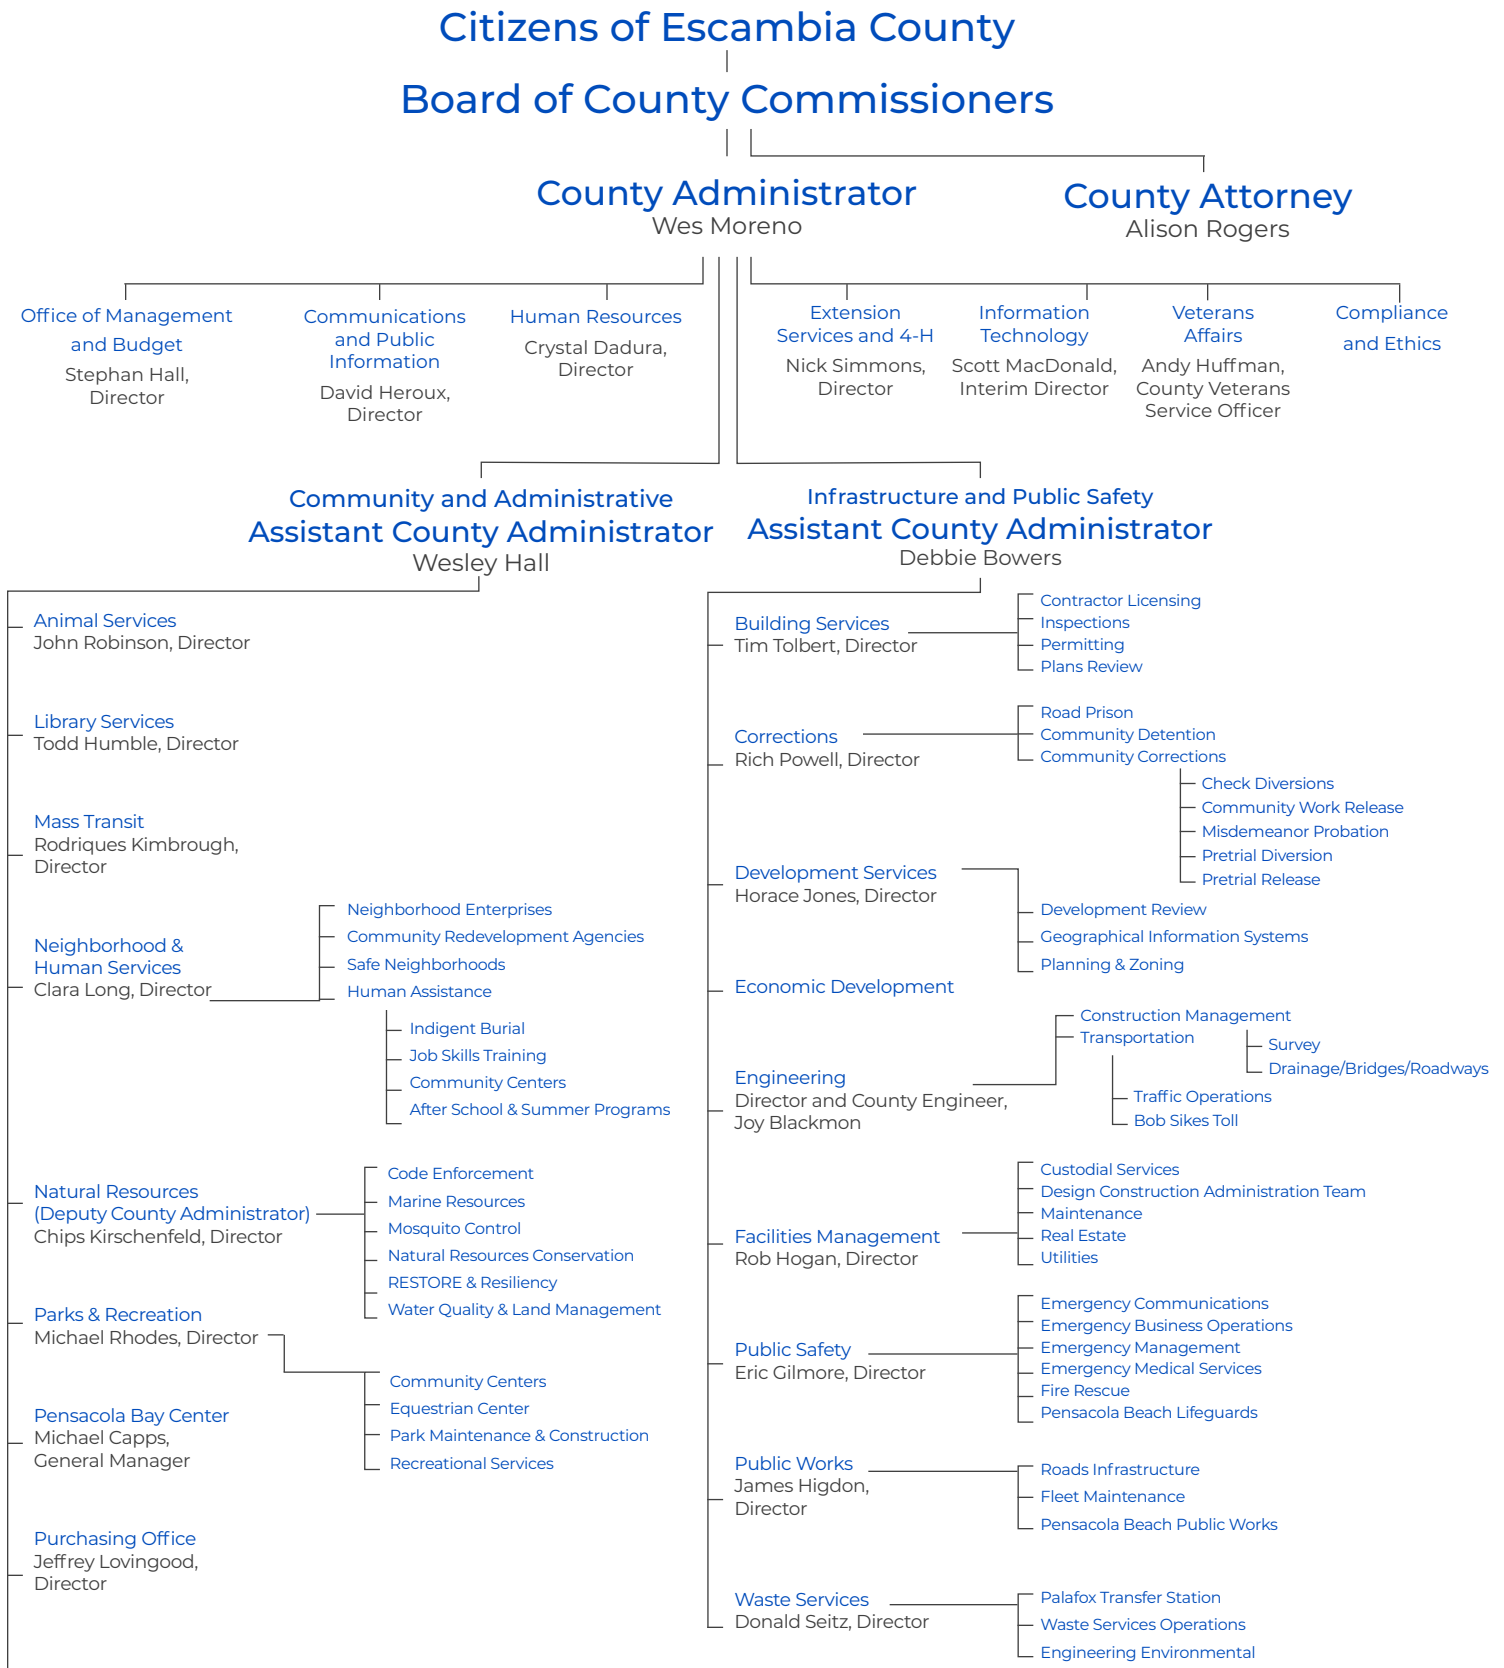 Citizens of Escambia County
Board of County Commissioners
County Administrator
Wes Moreno
County Attorney
Alison Rogers
Office of Management
and Budget
Stephan Hall,
Director
Communications
and Public
Information
David Heroux,
Director
Human Resources
Crystal Dadura,
Director
Extension
Services and 4-H
Nick Simmons,
Director
Information
Technology
Scott MacDonald,
Interim Director
Veterans
Affairs
Andy Huffman,
County Veterans
Service Officer
Compliance
and Ethics
Community and Administrative
Assistant County Administrator
Wesley Hall
Animal Services
John Robinson, Director
Library Services
Todd Humble, Director
Mass Transit
Rodriques Kimbrough,
Director
Neighborhood &
Human Services
Clara Long, Director
Neighborhood Enterprises
Community Redevelopment Agencies
Safe Neighborhoods
Human Assistance
Indigent Burial
Job Skills Training
Community Centers
After School & Summer Programs
Natural Resources
(Deputy County Administrator)
Chips Kirschenfeld, Director
Code Enforcement
Marine Resources
Mosquito Control
Natural Resources Conservation
RESTORE & Resiliency
Water Quality & Land Management
Parks & Recreation
Michael Rhodes, Director
Community Centers
Equestrian Center
Park Maintenance & Construction
Recreational Services
Pensacola Bay Center
Michael Capps,
General Manager
Purchasing Office
Jeffrey Lovingood,
Director
Infrastructure and Public Safety
Assistant County Administrator
Debbie Bowers
Building Services
Tim Tolbert, Director
Contractor Licensing
Inspections
Permitting
Plans Review
Corrections
Rich Powell, Director
Road Prison
Community Detention
Community Corrections
Check Diversions
Community Work Release
Misdemeanor Probation
Pretrial Diversion
Pretrial Release
Development Services
Horace Jones, Director
Development Review
Geographical Information Systems
Planning & Zoning
Economic Development
Engineering
Director and County Engineer,
Joy Blackmon
Construction Management
Transportation
Survey
Drainage/Bridges/Roadways
Traffic Operations
Bob Sikes Toll
Facilities Management
Rob Hogan, Director
Custodial Services
Design Construction Administration Team
Maintenance
Real Estate
Utilities
Public Safety
Eric Gilmore, Director
Emergency Communications
Emergency Business Operations
Emergency Management
Emergency Medical Services
Fire Rescue
Pensacola Beach Lifeguards
Public Works
James Higdon,
Director
Roads Infrastructure
Fleet Maintenance
Pensacola Beach Public Works
Waste Services
Donald Seitz, Director
Palafox Transfer Station
Waste Services Operations
Engineering Environmental